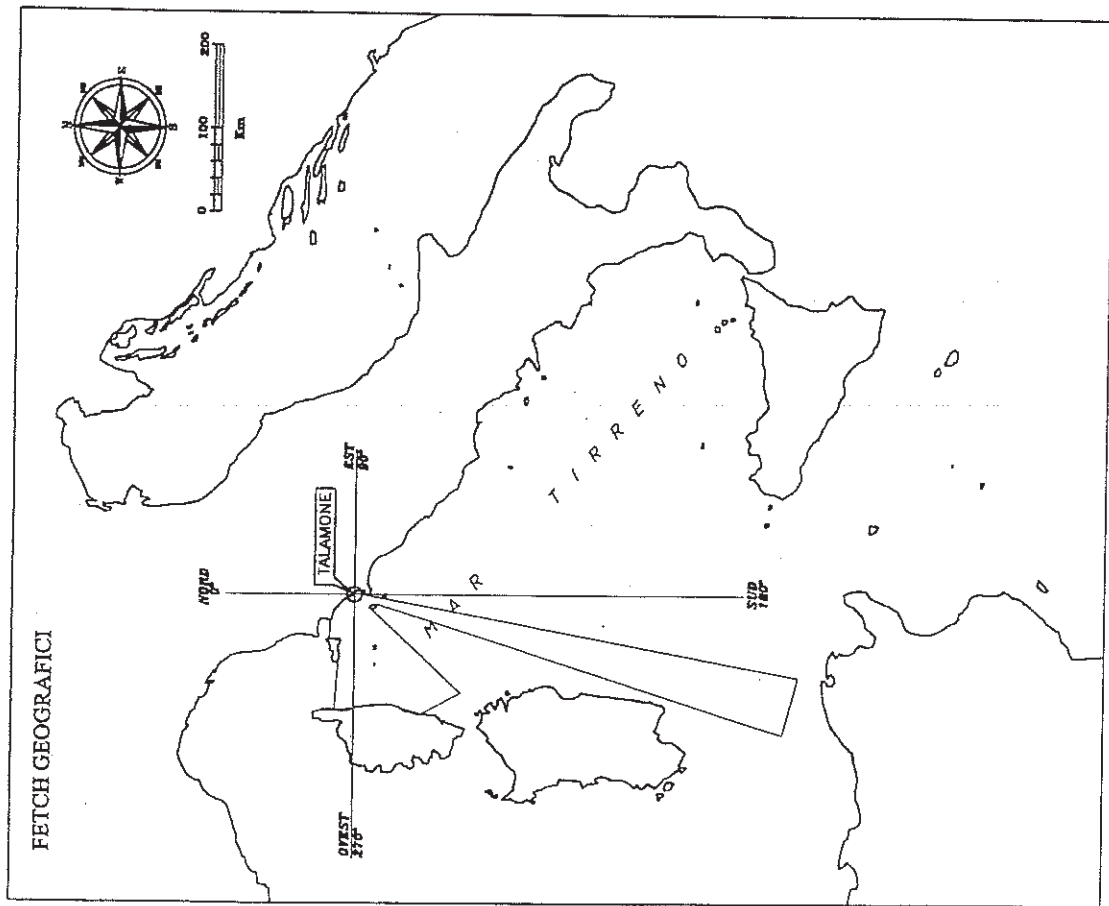 FETCH GEOGRAFICI
N
E
S
W
0 100 200
Km
NORD
0°
EST
90°
TALAMONE
OVEST
270°
SUD
180°
MAR TIRRENO